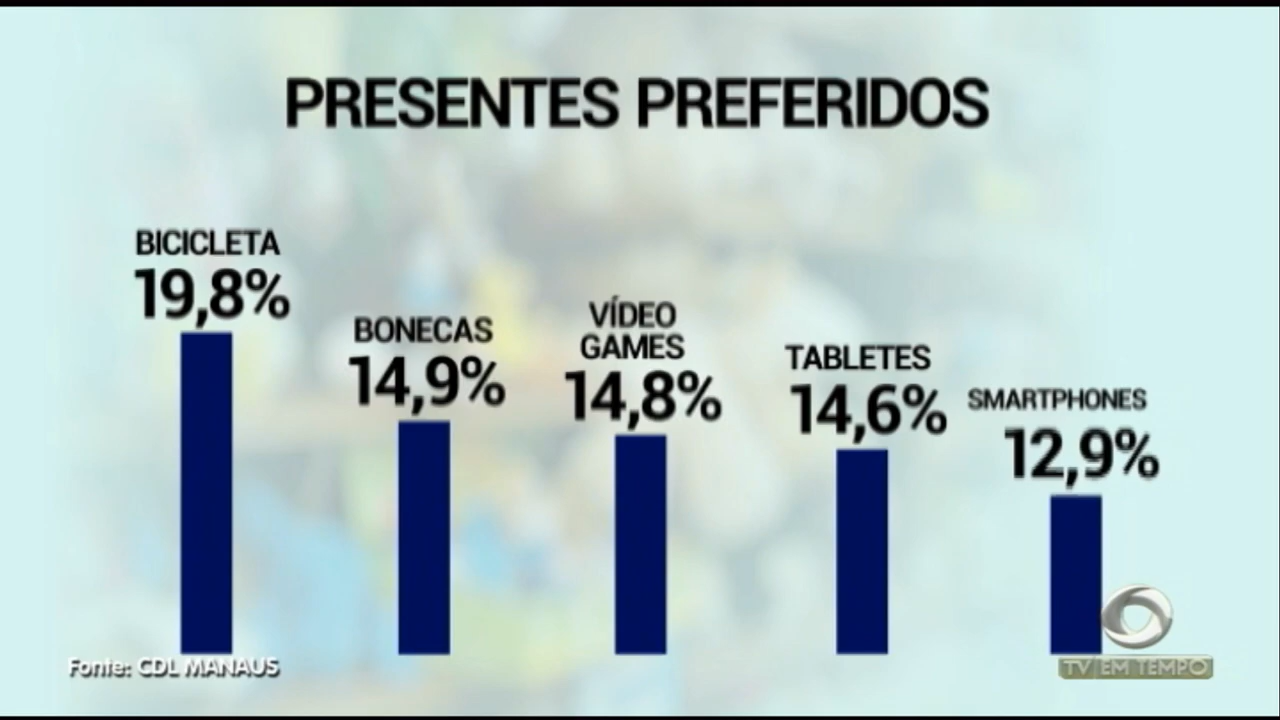 PRESENTES PREFERIDOS
BICICLETA
19,8%
BONECAS
14,9%
VÍDEO
GAMES
14,8%
TABLETES
14,6%
SMARTPHONES
12,9%
Fonte: CDL MANAUS
TV EM TEMPO